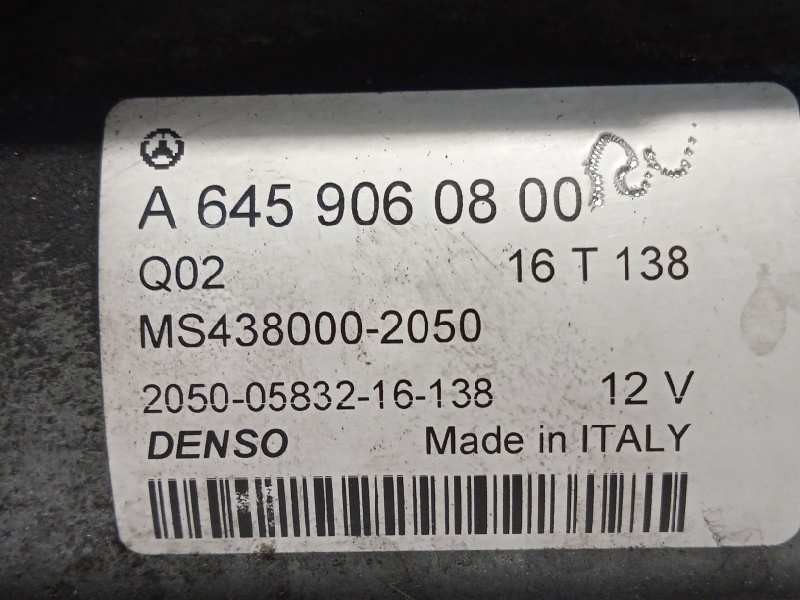 A 645 906 08 00
Q02 16 T 138
MS438000-2050
2050-05832-16-138 12 V
DENSO Made in ITALY